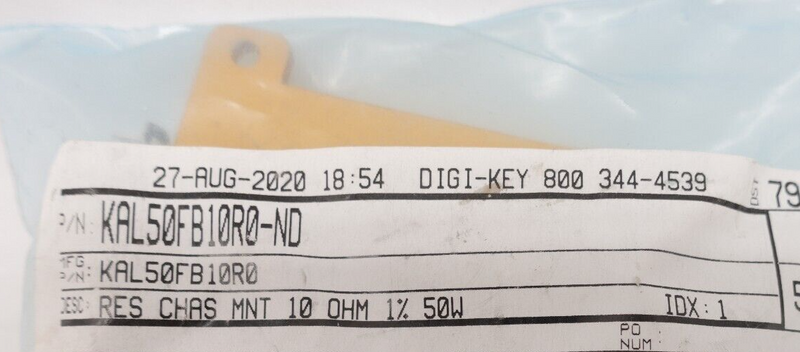 27-AUG-2020 18:54 DIGI-KEY 800 344-4539
P/N: KAL50FB10R0-ND
MFG P/N: KAL50FB10R0
DESC: RES CHAS MNT 10 OHM 1% 50W IDX: 1
PO NUM:
79